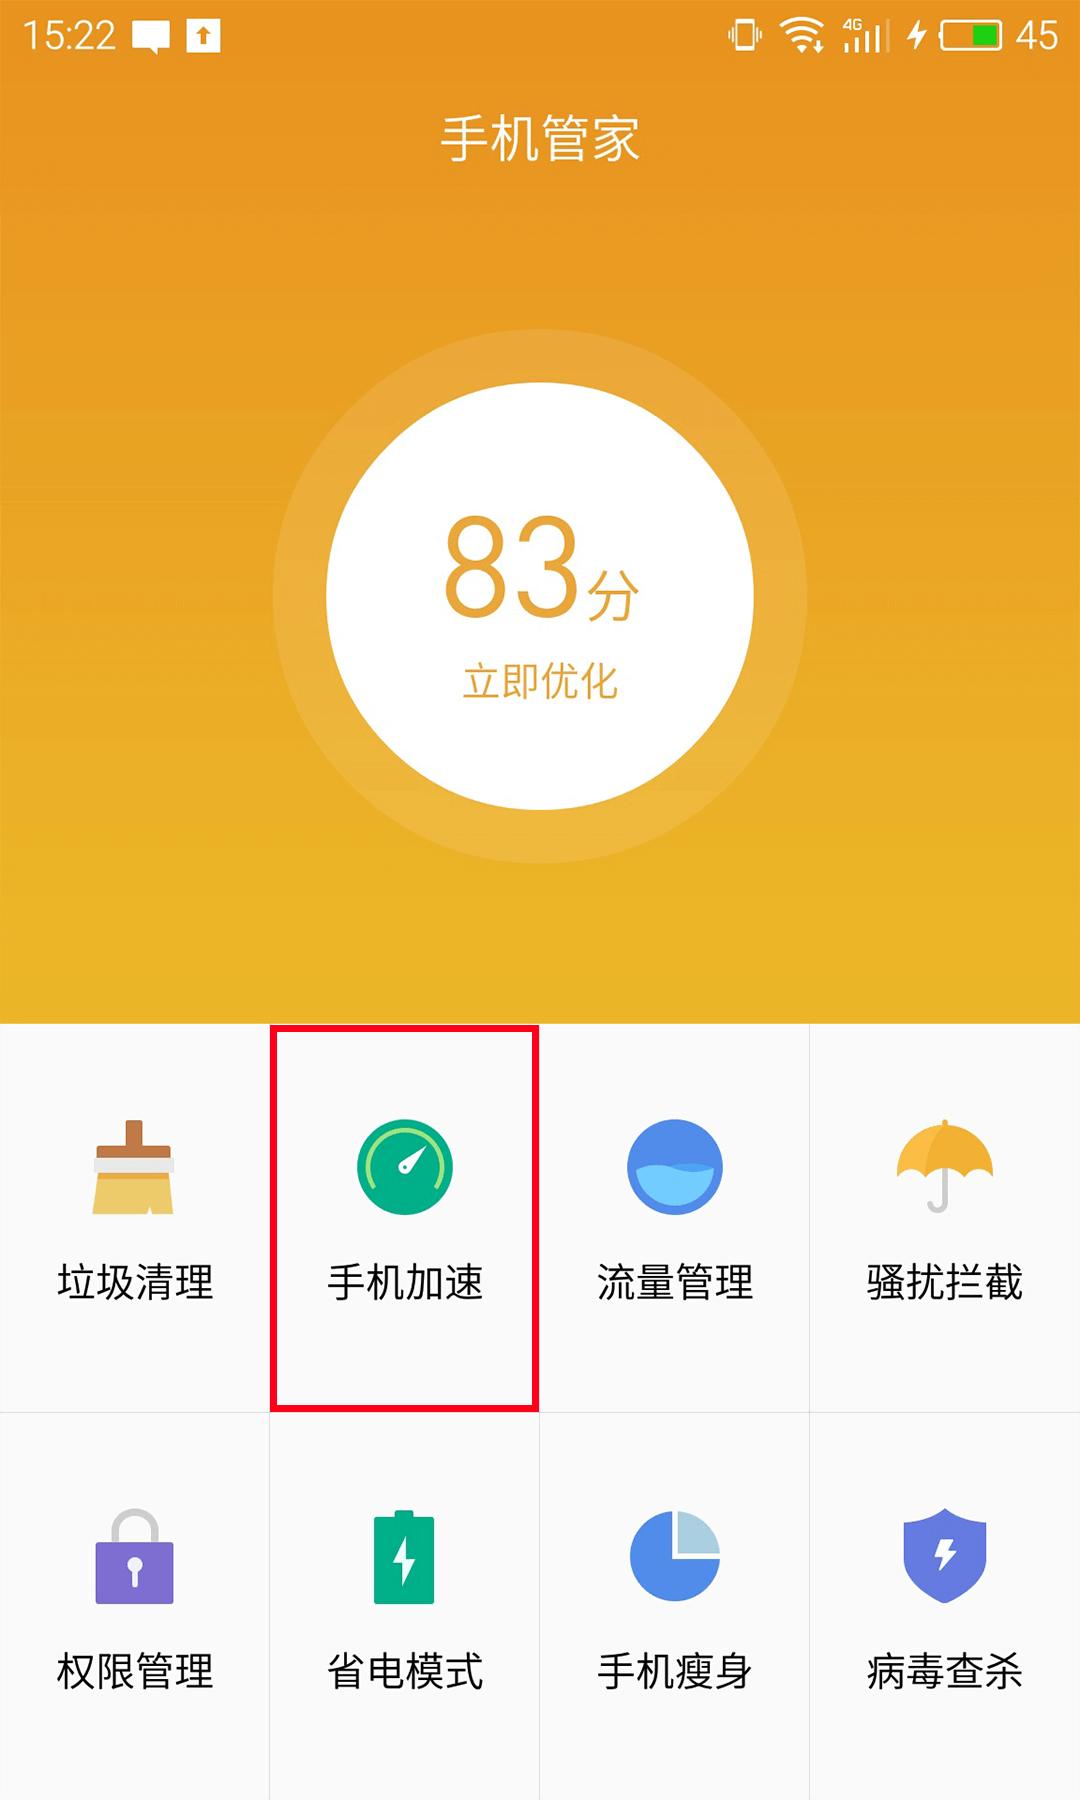 15:22
4G
45
手机管家
83分
立即优化
垃圾清理
手机加速
流量管理
骚扰拦截
权限管理
省电模式
手机瘦身
病毒查杀